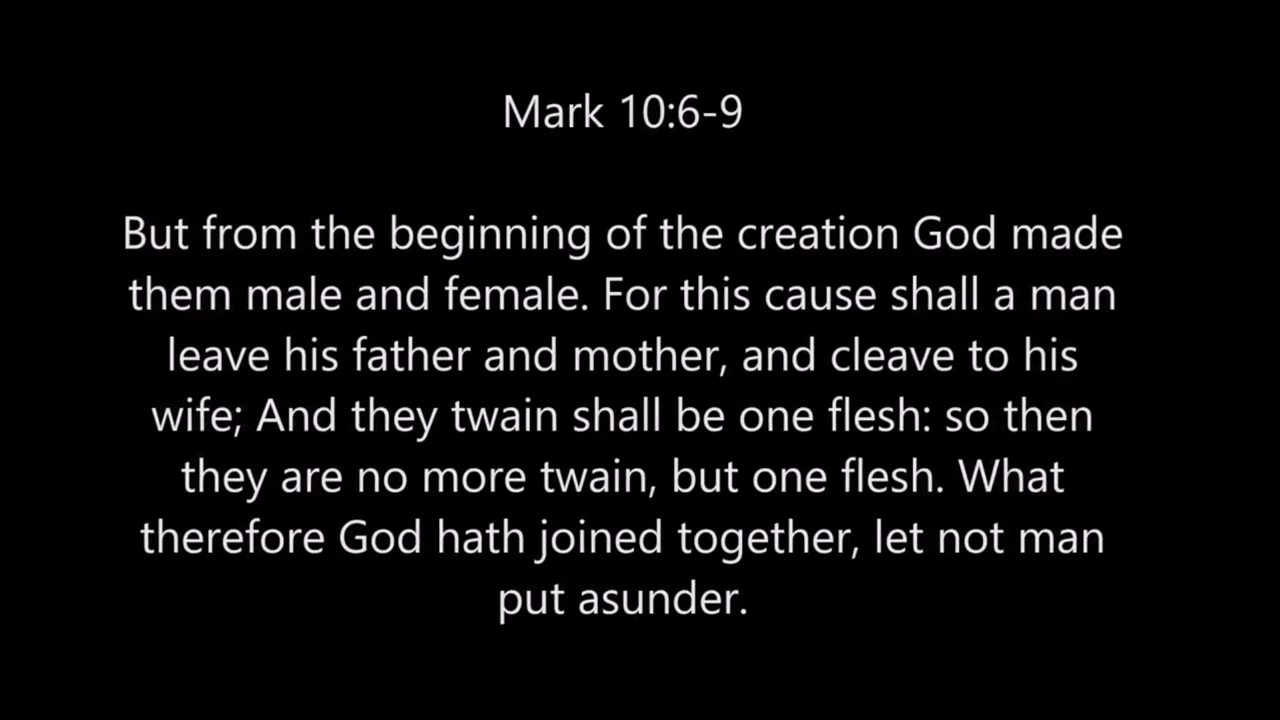 Mark 10:6-9
But from the beginning of the creation God made
them male and female. For this cause shall a man
leave his father and mother, and cleave to his
wife; And they twain shall be one flesh: so then
they are no more twain, but one flesh. What
therefore God hath joined together, let not man
put asunder.